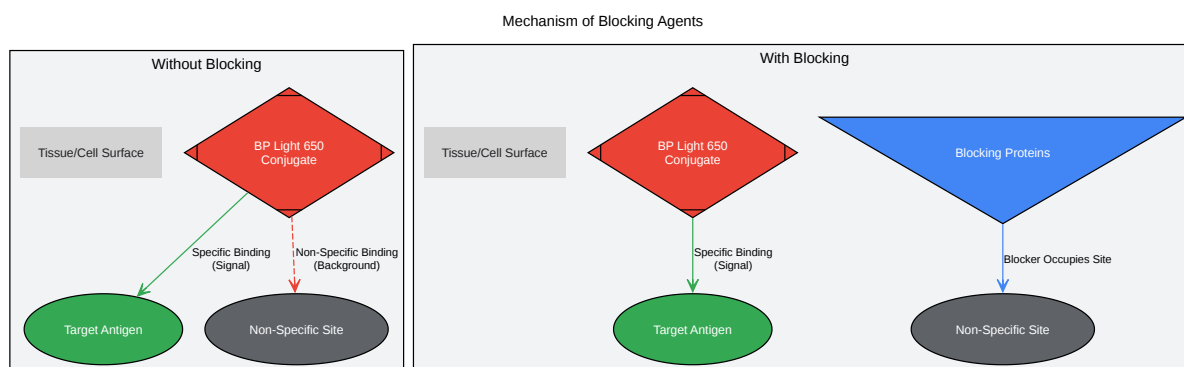 Mechanism of Blocking Agents
Without Blocking
Tissue/Cell Surface
BP Light 650
Conjugate
Specific Binding
(Signal)
Non-Specific Binding
(Background)
Target Antigen
Non-Specific Site
With Blocking
Tissue/Cell Surface
BP Light 650
Conjugate
Blocking Proteins
Specific Binding
(Signal)
Blocker Occupies Site
Target Antigen
Non-Specific Site